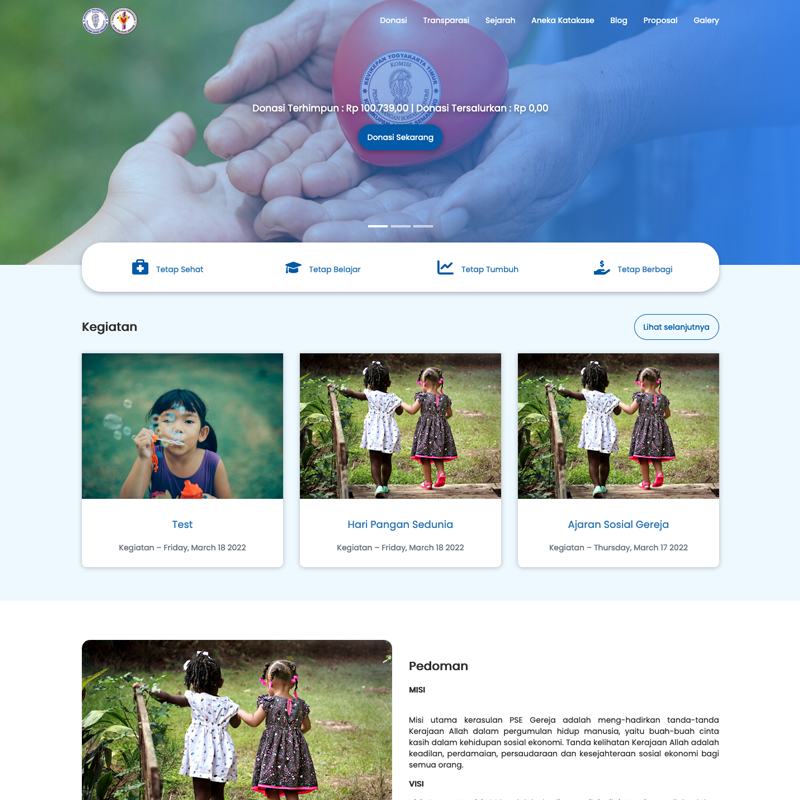 Donasi Transparasi Sejarah Aneka Katakase Blog Proposal Galery
KEVIKEPAN YOGYAKARTA TIMUR
KOMISI
Donasi Terhimpun : Rp 100.739,00 | Donasi Tersalurkan : Rp 0,00
Donasi Sekarang
Tetap Sehat Tetap Belajar Tetap Tumbuh Tetap Berbagi
Kegiatan
Lihat selanjutnya
Test
Kegiatan – Friday, March 18 2022
Hari Pangan Sedunia
Kegiatan – Friday, March 18 2022
Ajaran Sosial Gereja
Kegiatan – Thursday, March 17 2022
Pedoman
MISI
Misi utama kerasulan PSE Gereja adalah meng-hadirkan tanda-tanda
Kerajaan Allah dalam pergumulan hidup manusia, yaitu buah-buah cinta
kasih dalam kehidupan sosial ekonomi. Tanda kelihatan Kerajaan Allah adalah
keadilan, perdamaian, persaudaraan dan kesejahteraan sosial ekonomi bagi
semua orang.
VISI